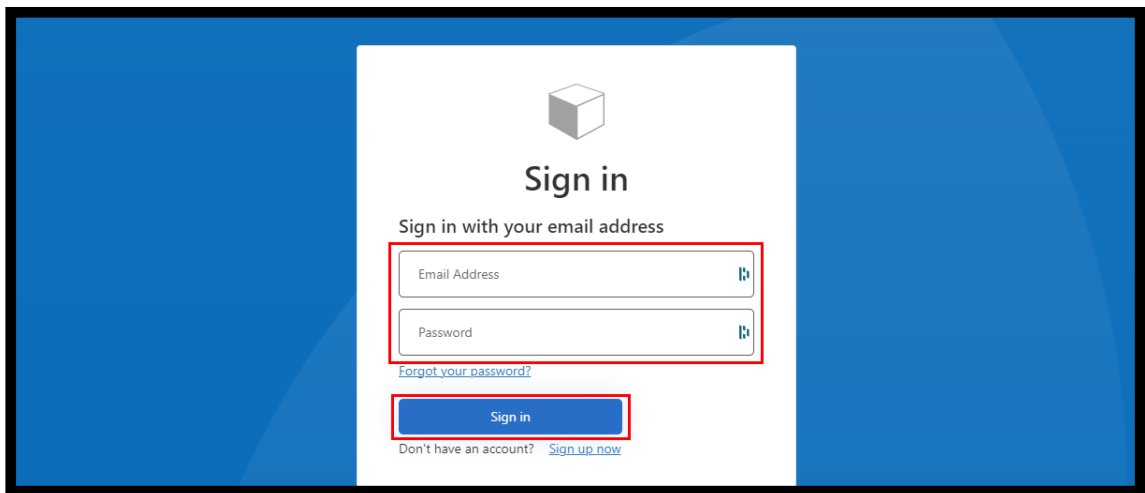 Sign in
Sign in with your email address
Email Address
Password
Forgot your password?
Sign in
Don't have an account? Sign up now